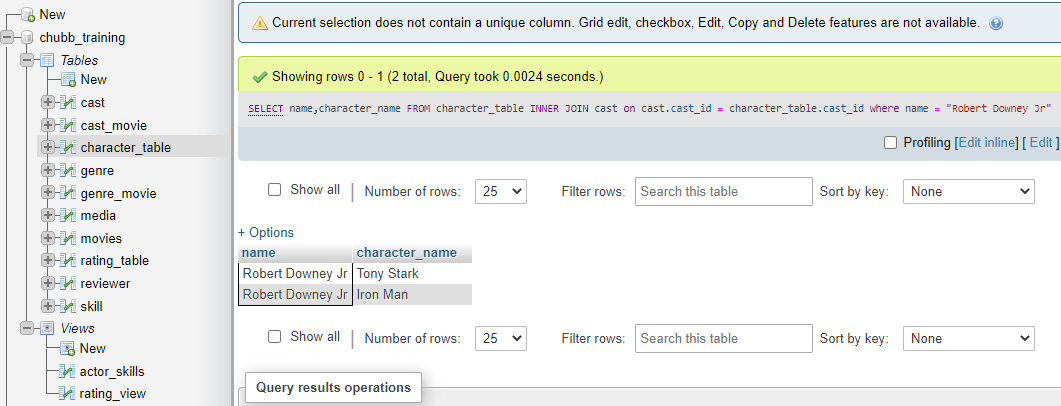 New
chubb_training
Tables
New
cast
cast_movie
character_table
genre
genre_movie
media
movies
rating_table
reviewer
skill
Views
New
actor_skills
rating_view
Current selection does not contain a unique column. Grid edit, checkbox, Edit, Copy and Delete features are not available.
Showing rows 0 - 1 (2 total, Query took 0.0024 seconds.)
SELECT name,character_name FROM character_table INNER JOIN cast on cast.cast_id = character_table.cast_id where name = "Robert Downey Jr"
Profiling [Edit inline] [ Edit ]
Show all Number of rows: 25 Filter rows: Search this table Sort by key: None
+ Options
name character_name
Robert Downey Jr Tony Stark
Robert Downey Jr Iron Man
Show all Number of rows: 25 Filter rows: Search this table Sort by key: None
Query results operations